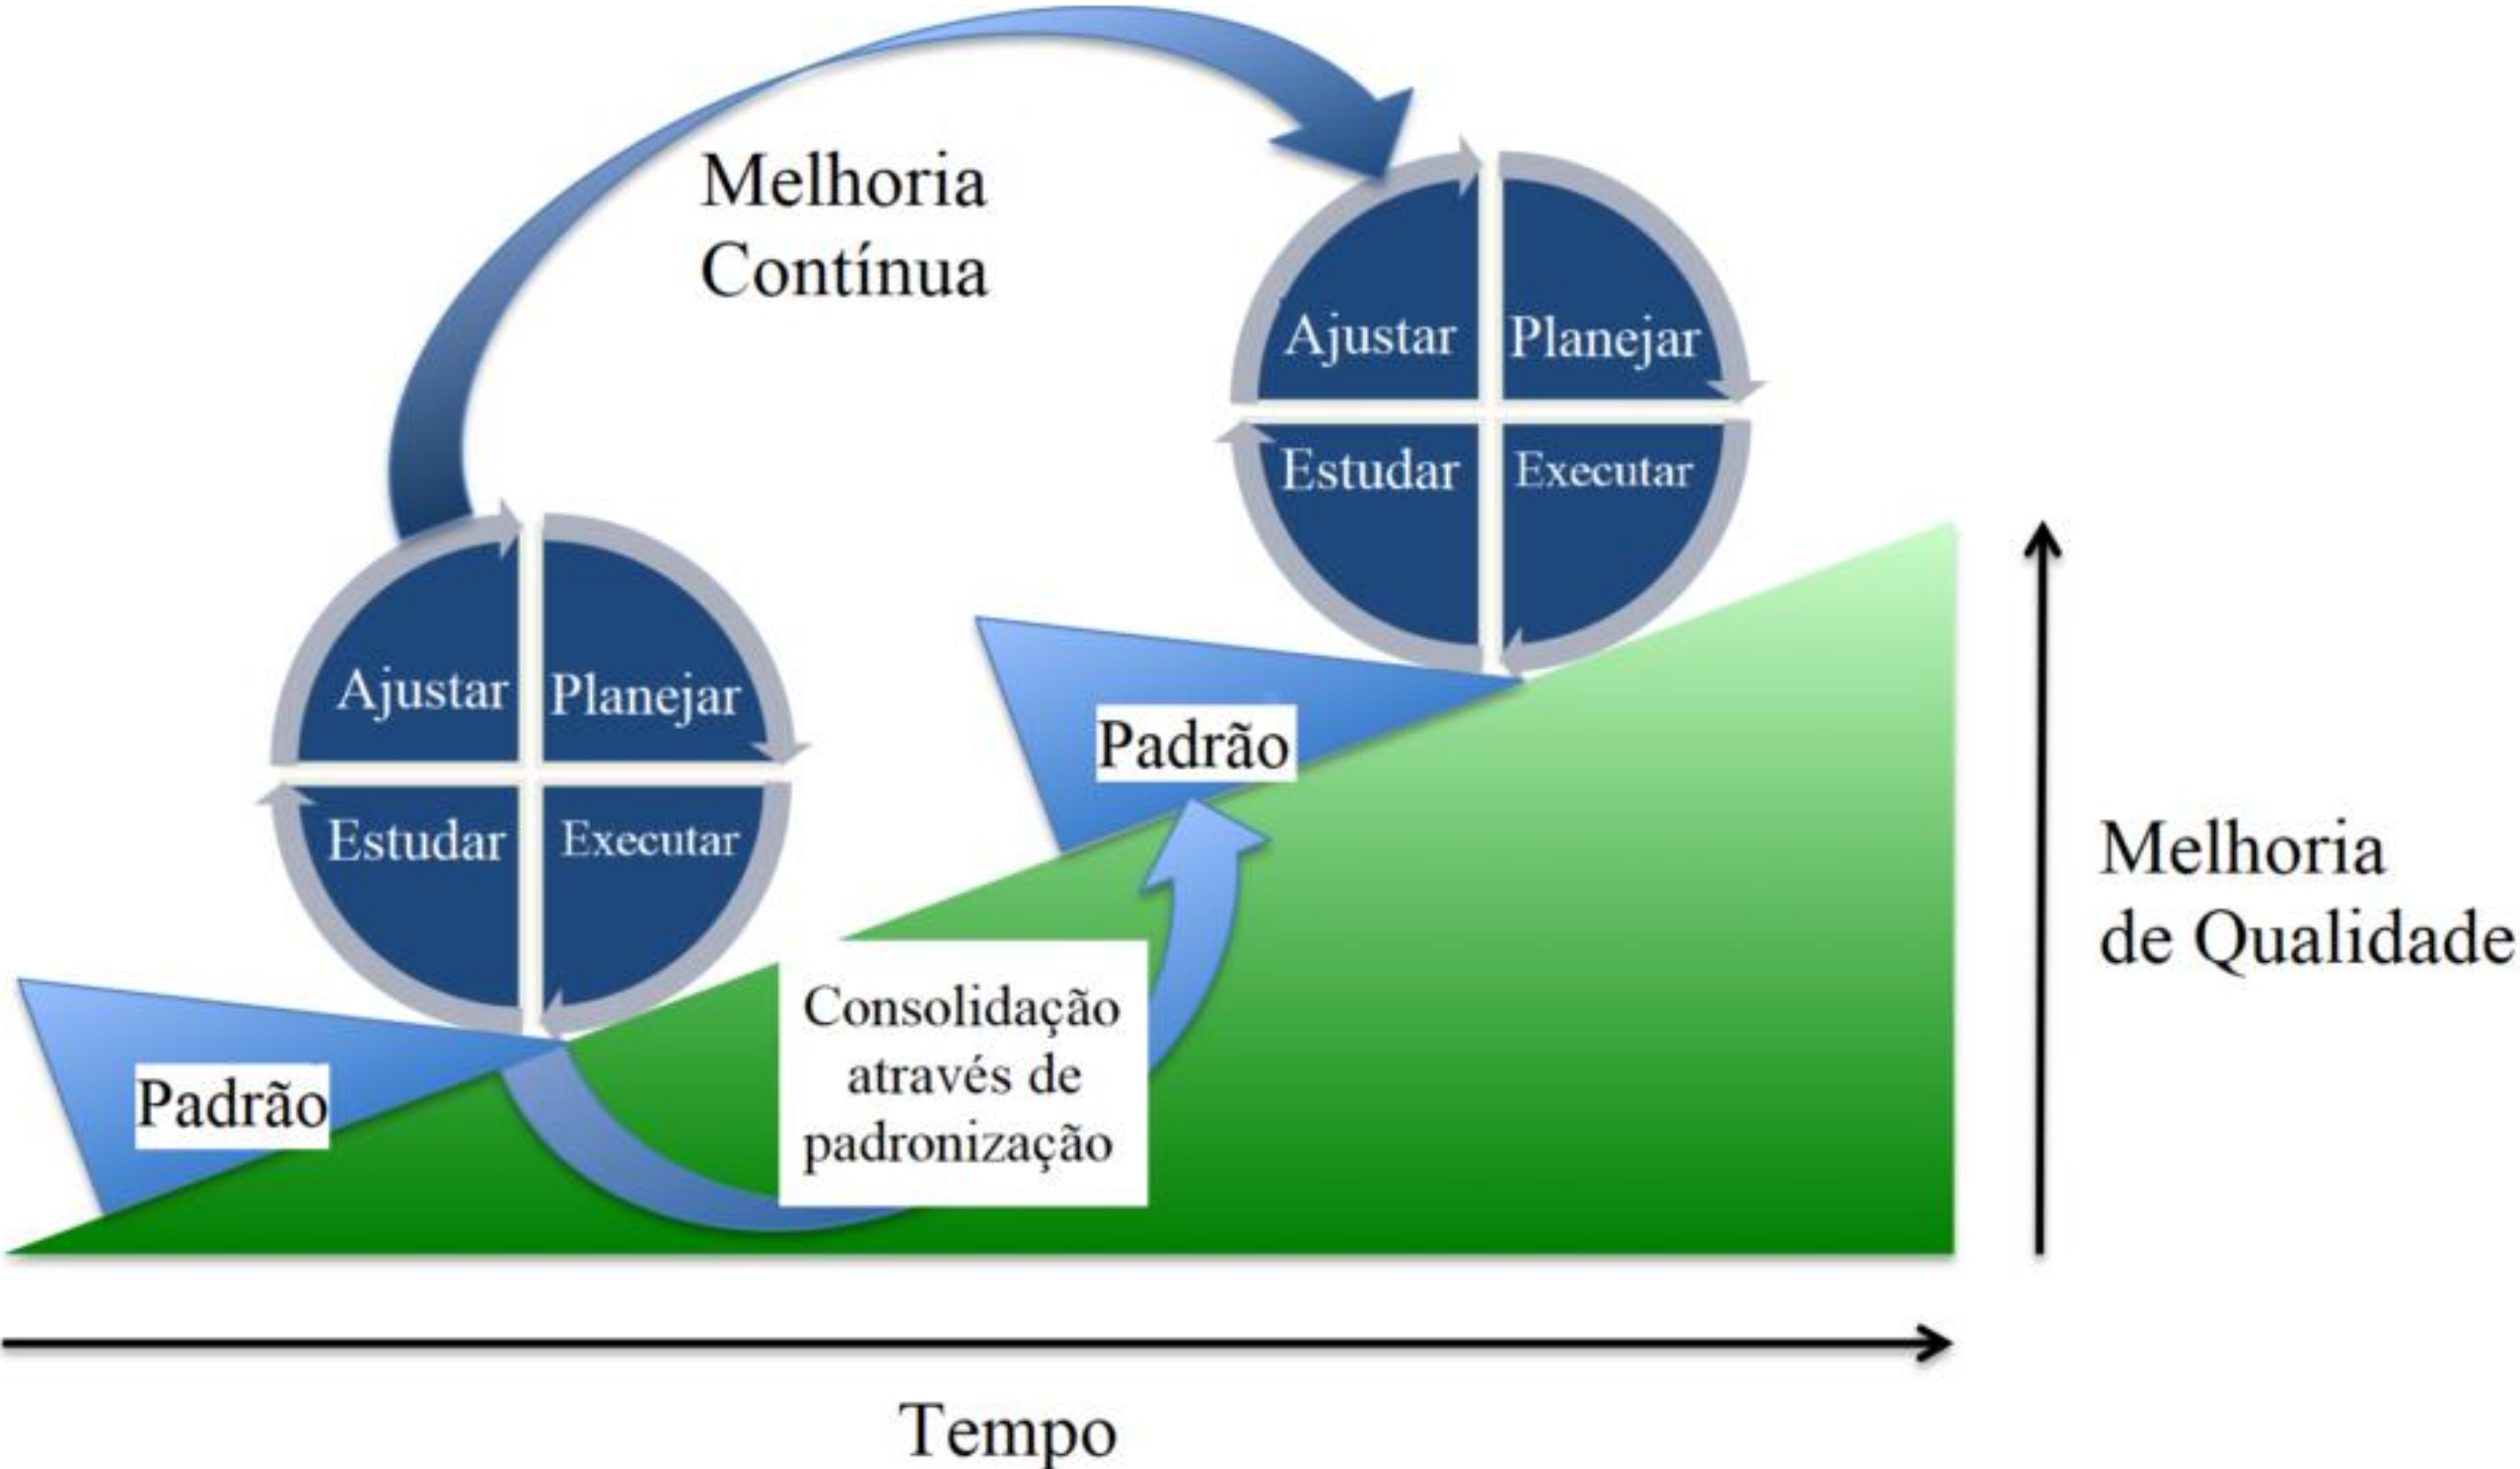 Melhoria
Contínua
Ajustar
Planejar
Estudar
Executar
Ajustar
Planejar
Estudar
Executar
Padrão
Padrão
Consolidação
através de
padronização
Melhoria
de Qualidade
Tempo